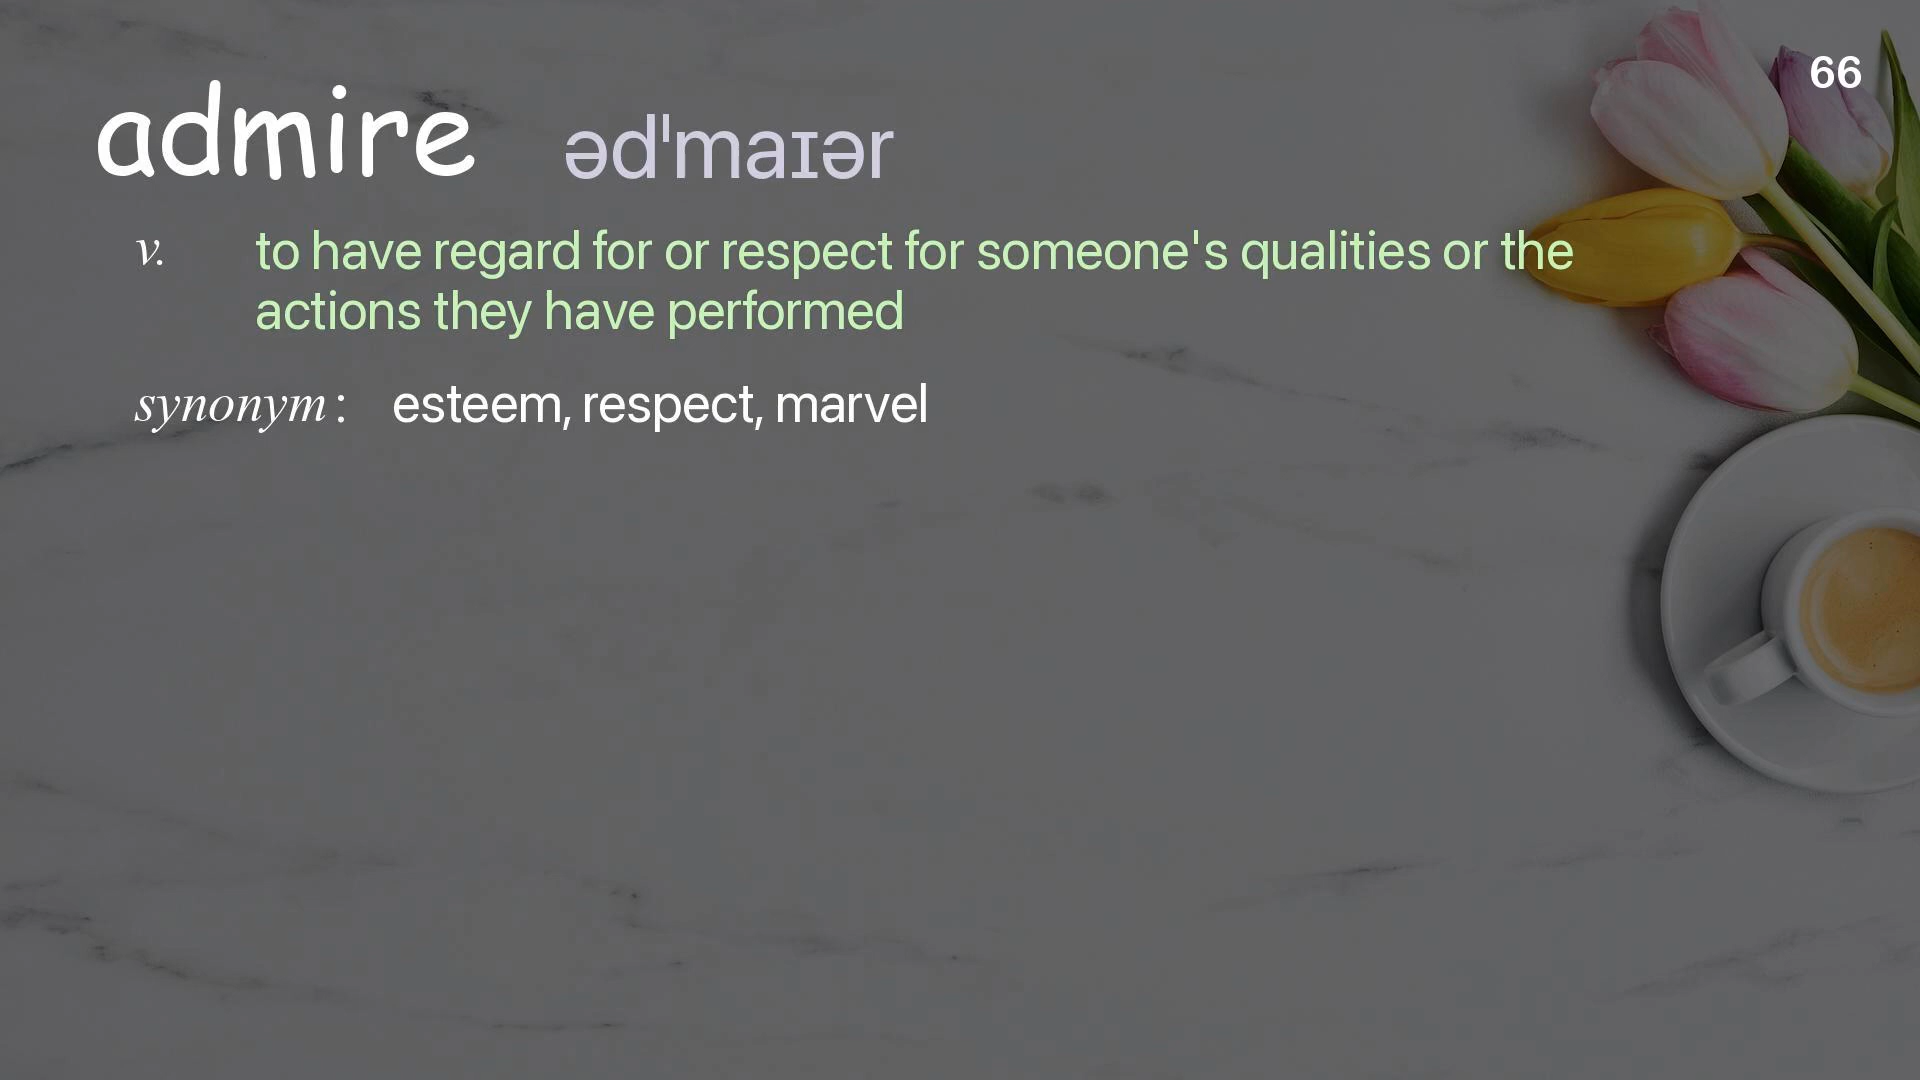 66
admire ədˈmaɪər
v. to have regard for or respect for someone's qualities or the
actions they have performed
synonym : esteem, respect, marvel